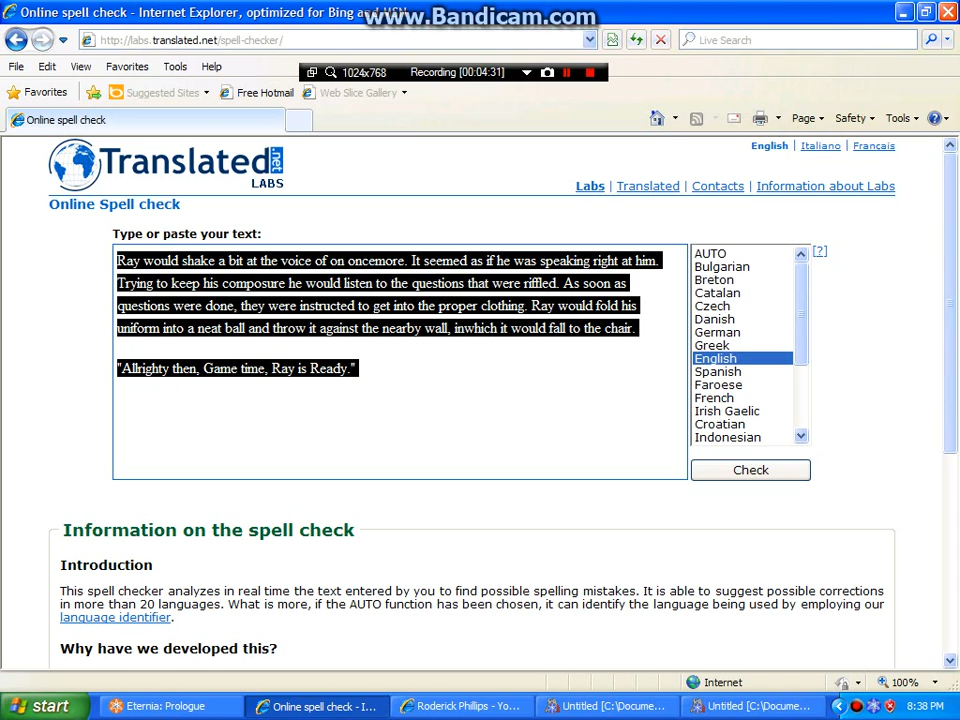 Online spell check - Internet Explorer, optimized for Bing and MSN
www.Bandicam.com
http://labs.translated.net/spell-checker/
Live Search
File Edit View Favorites Tools Help
1024x768 Recording [00:04:31]
Favorites Suggested Sites Free Hotmail Web Slice Gallery
Online spell check
Page Safety Tools
English | Italiano | Francais
Translated.net
LABS
Labs | Translated | Contacts | Information about Labs
Online Spell check
Type or paste your text:
Ray would shake a bit at the voice of on oncemore. It seemed as if he was speaking right at him.
Trying to keep his composure he would listen to the questions that were riffled. As soon as
questions were done, they were instructed to get into the proper clothing. Ray would fold his
uniform into a neat ball and throw it against the nearby wall, inwhich it would fall to the chair.
"Allrighty then, Game time, Ray is Ready."
AUTO
Bulgarian
Breton
Catalan
Czech
Danish
German
Greek
English
Spanish
Faroese
French
Irish Gaelic
Croatian
Indonesian
[?]
Check
Information on the spell check
Introduction
This spell checker analyzes in real time the text entered by you to find possible spelling mistakes. It is able to suggest possible corrections
in more than 20 languages. What is more, if the AUTO function has been chosen, it can identify the language being used by employing our
language identifier.
Why have we developed this?
Internet
100%
start
Eternia: Prologue
Online spell check - I...
Roderick Phillips - Yo...
Untitled [C:\Docume...
Untitled [C:\Docume...
8:38 PM